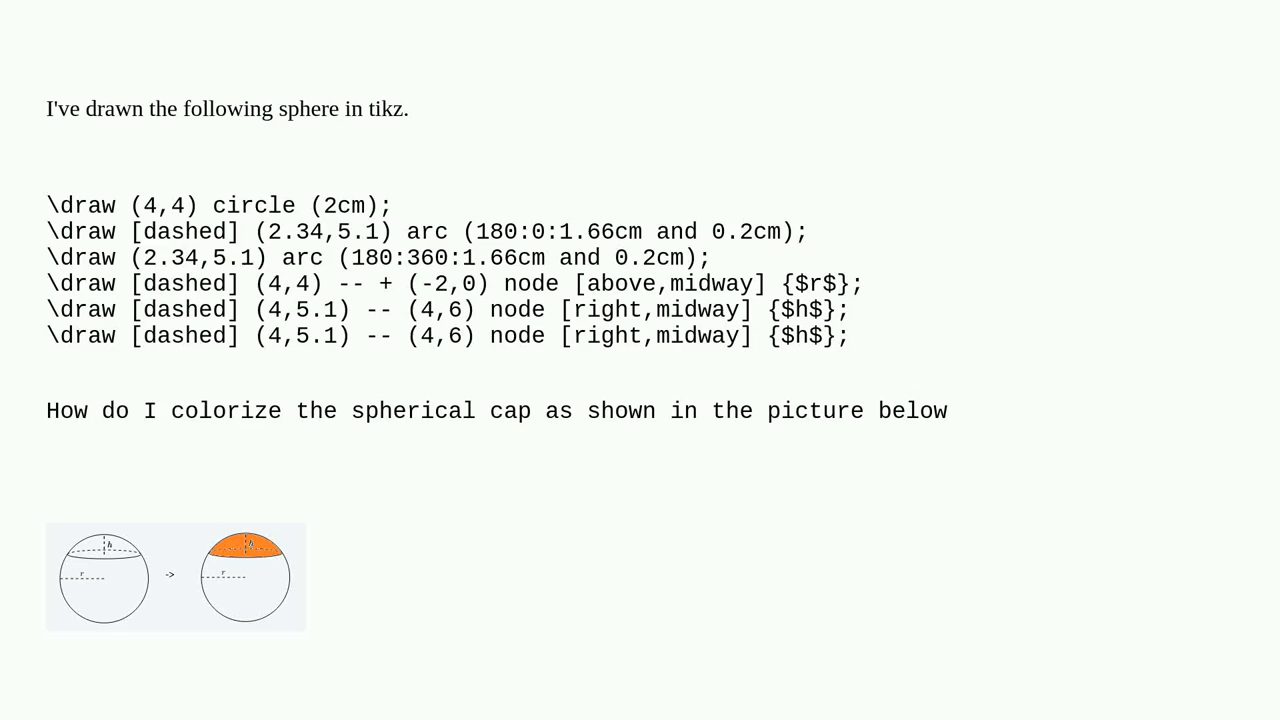 I've drawn the following sphere in tikz.
\draw (4,4) circle (2cm);
\draw [dashed] (2.34,5.1) arc (180:0:1.66cm and 0.2cm);
\draw (2.34,5.1) arc (180:360:1.66cm and 0.2cm);
\draw [dashed] (4,4) -- + (-2,0) node [above,midway] {$r$};
\draw [dashed] (4,5.1) -- (4,6) node [right,midway] {$h$};
\draw [dashed] (4,5.1) -- (4,6) node [right,midway] {$h$};
How do I colorize the spherical cap as shown in the picture below
h h
r -> r